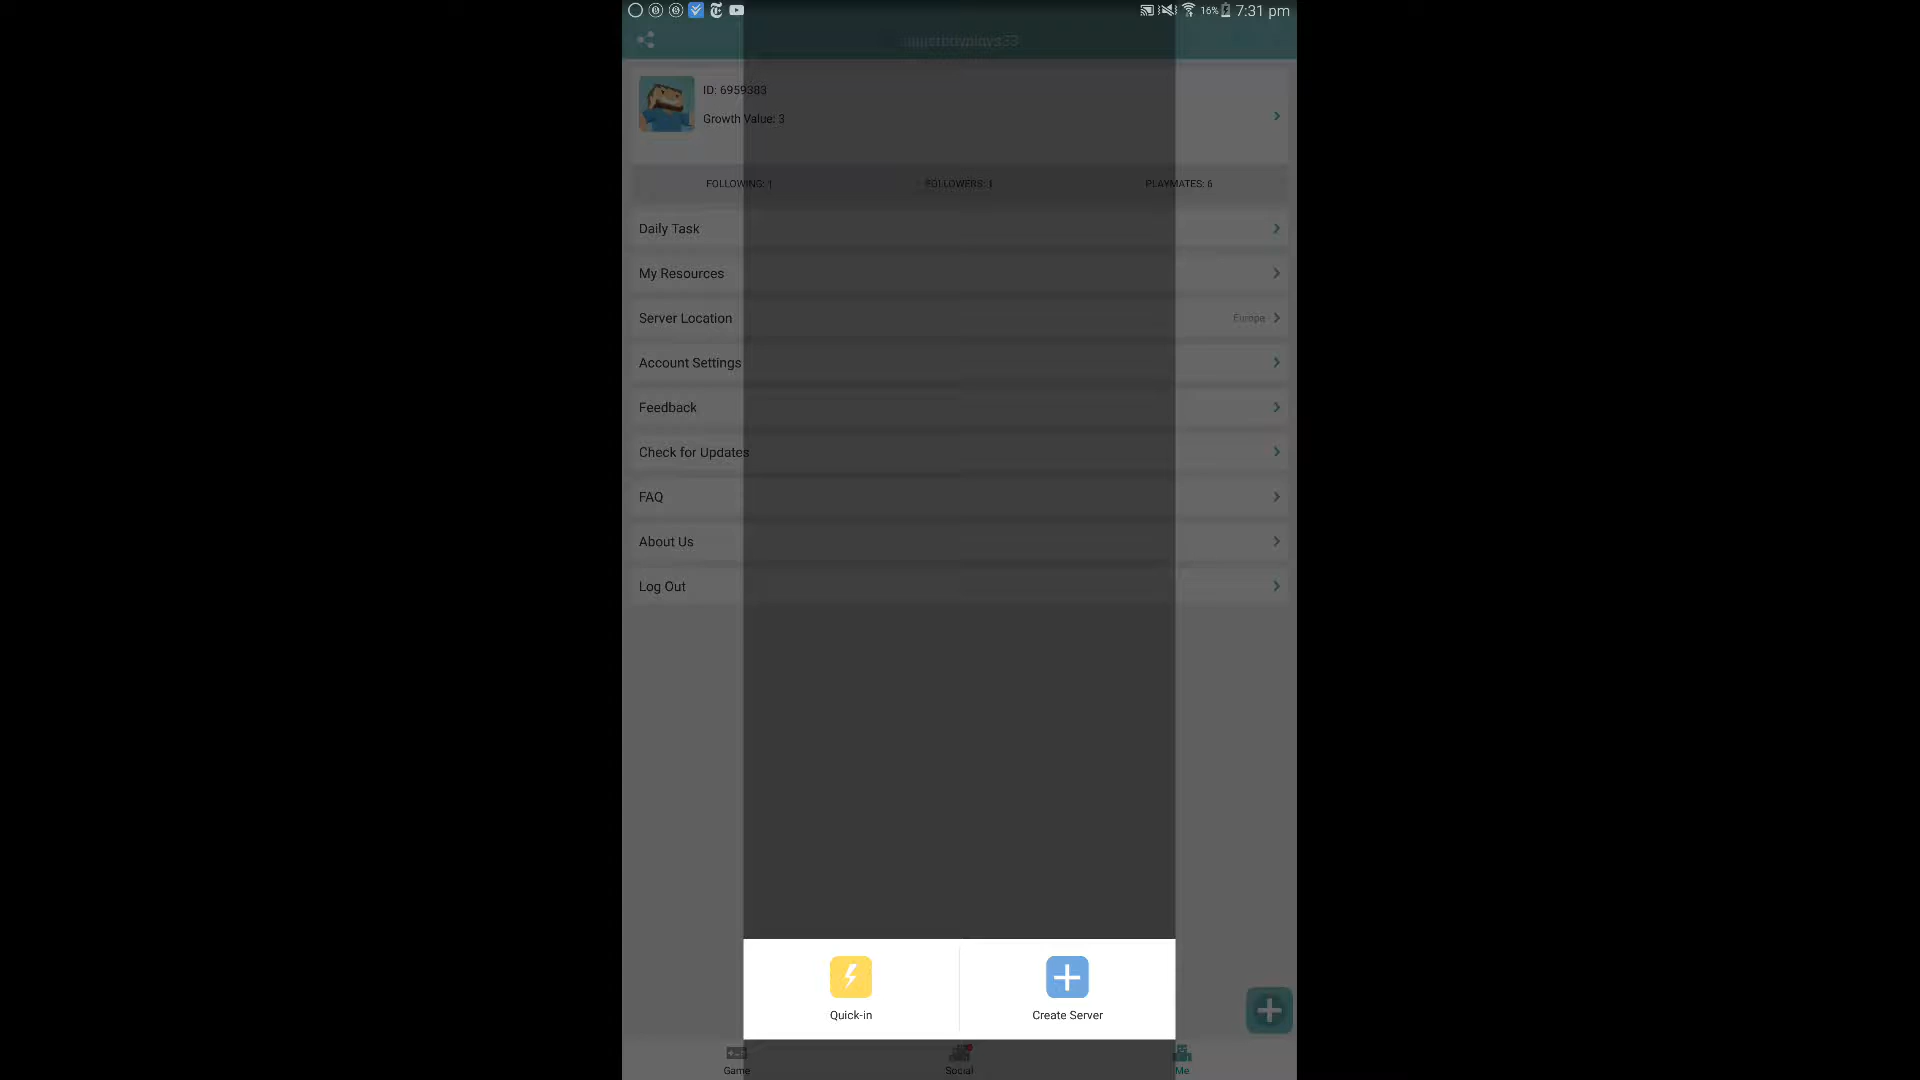 16% 7:31 pm
ID: 6959383
Growth Value: 3
FOLLOWING: 1 FOLLOWERS: 1 PLAYMATES: 6
Daily Task
My Resources
Server Location Europe
Account Settings
Feedback
Check for Updates
FAQ
About Us
Log Out
Quick-in Create Server
Game Social Me